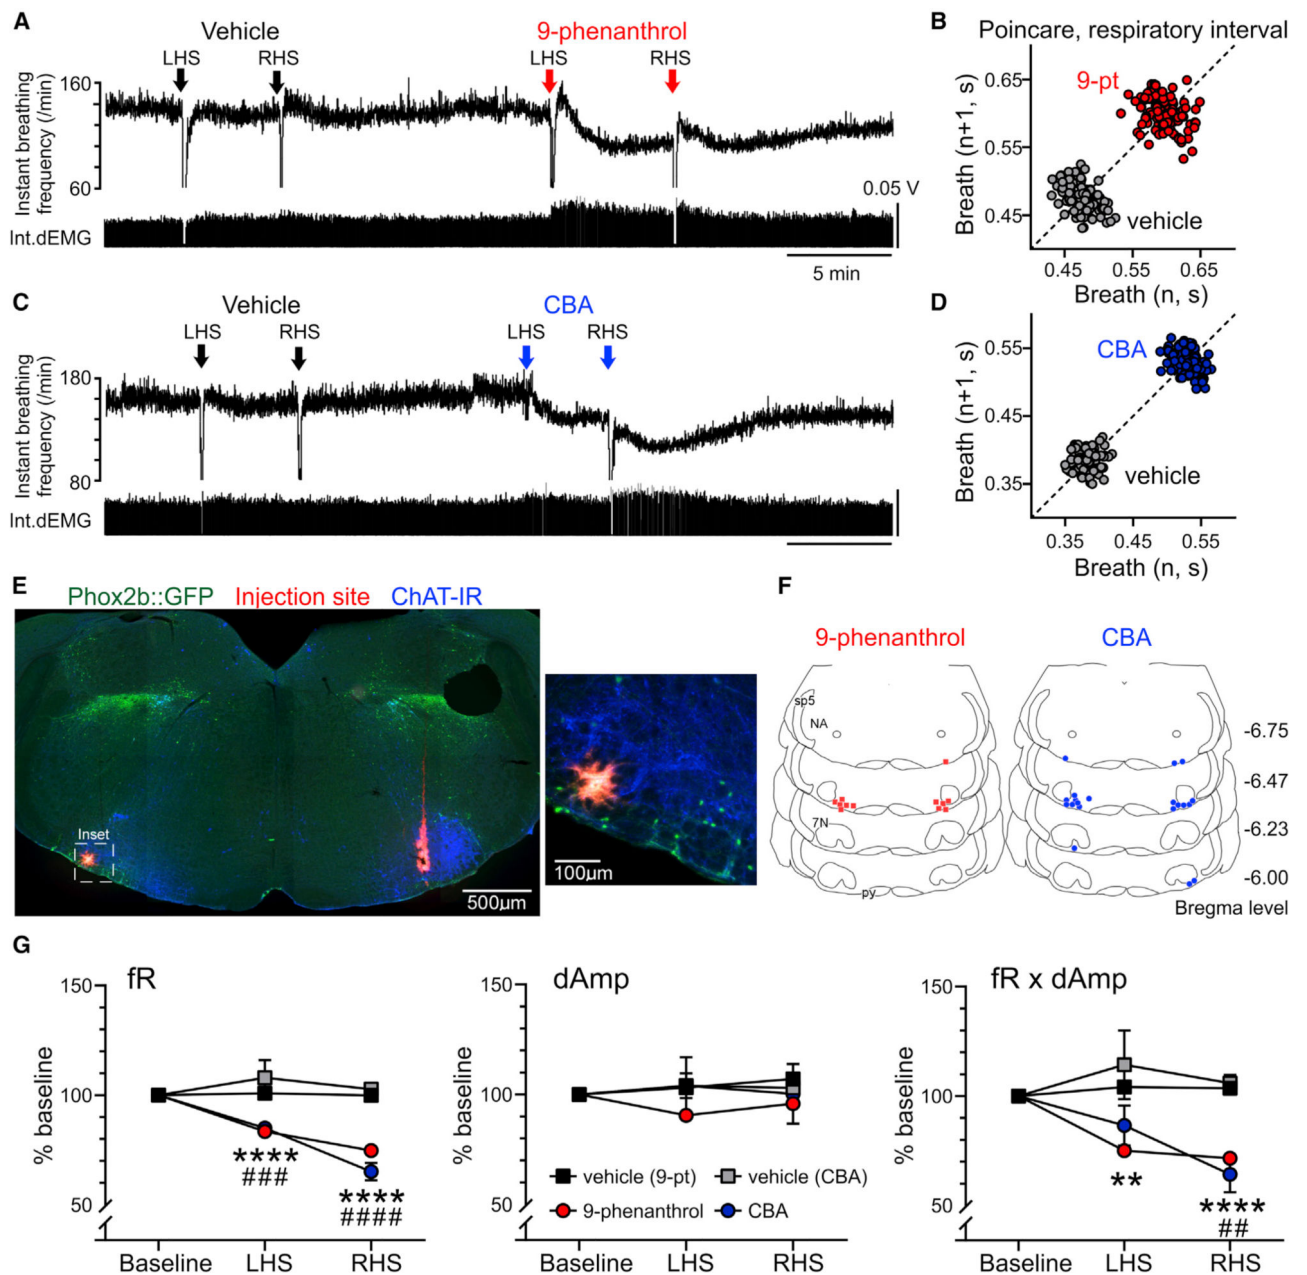 A
Vehicle
9-phenanthrol
LHS
RHS
LHS
RHS
Instant breathing
frequency (/min)
160
60
0.05 V
Int.dEMG
5 min
B
Poincare, respiratory interval
9-pt
vehicle
Breath (n+1, s)
0.65
0.55
0.45
0.45
0.55
0.65
Breath (n, s)
C
Vehicle
CBA
LHS
RHS
LHS
RHS
Instant breathing
frequency (/min)
180
80
Int.dEMG
D
CBA
vehicle
Breath (n+1, s)
0.55
0.45
0.35
0.35
0.45
0.55
Breath (n, s)
E
Phox2b::GFP Injection site ChAT-IR
Inset
500µm
100µm
F
9-phenanthrol
CBA
sp5
NA
7N
py
-6.75
-6.47
-6.23
-6.00
Bregma level
G
fR
% baseline
150
100
50
****
###
****
####
Baseline
LHS
RHS
dAmp
% baseline
150
100
50
vehicle (9-pt)
vehicle (CBA)
9-phenanthrol
CBA
Baseline
LHS
RHS
fR x dAmp
% baseline
150
100
50
**
****
##
Baseline
LHS
RHS